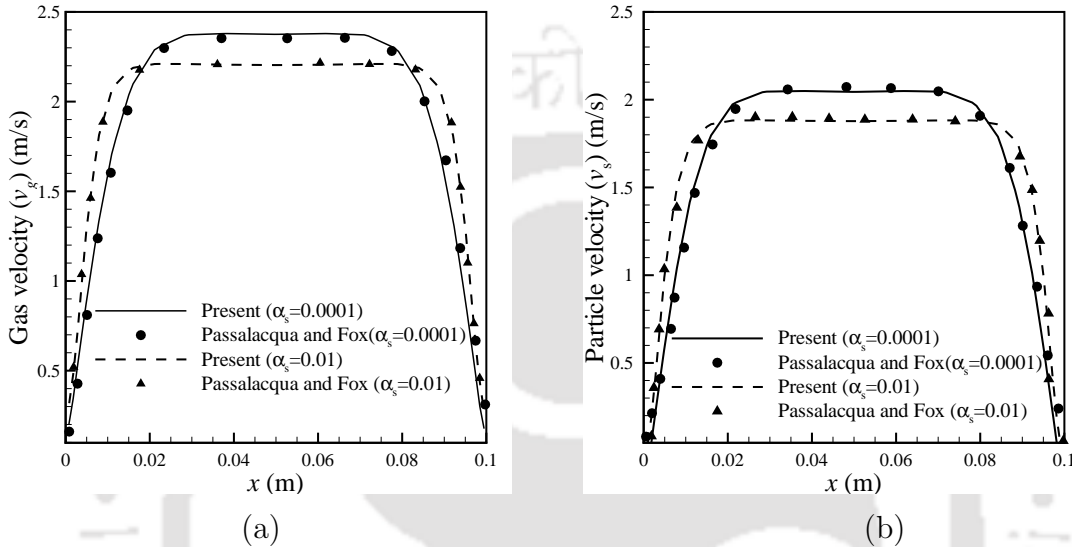 2.5
2
1.5
1
0.5
Gas velocity (v_g) (m/s)
Present (α_s=0.0001)
Passalacqua and Fox(α_s=0.0001)
Present (α_s=0.01)
Passalacqua and Fox (α_s=0.01)
0 0.02 0.04 0.06 0.08 0.1
x (m)
(a)
2.5
2
1.5
1
0.5
Particle velocity (v_s) (m/s)
Present (α_s=0.0001)
Passalacqua and Fox(α_s=0.0001)
Present (α_s=0.01)
Passalacqua and Fox (α_s=0.01)
0 0.02 0.04 0.06 0.08 0.1
x (m)
(b)